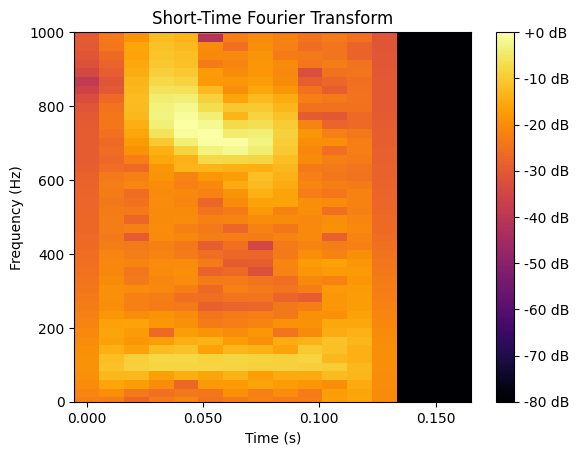 Short-Time Fourier Transform
1000
800
600
400
200
0
Frequency (Hz)
0.000
0.050
0.100
0.150
Time (s)
+0 dB
-10 dB
-20 dB
-30 dB
-40 dB
-50 dB
-60 dB
-70 dB
-80 dB